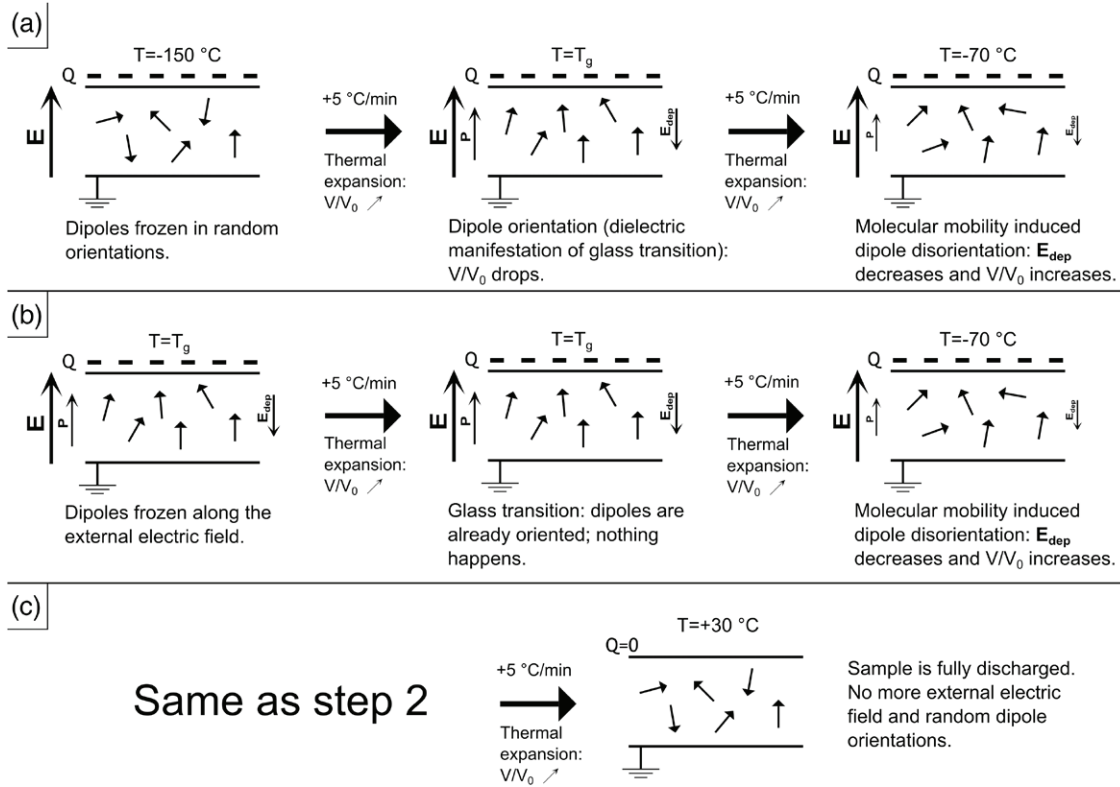 (a)
T=-150 °C
Q
E
Dipoles frozen in random
orientations.
+5 °C/min
Thermal
expansion:
V/V₀ ↗
T=Tg
E
P
Edep
Dipole orientation (dielectric
manifestation of glass transition):
V/V₀ drops.
+5 °C/min
Thermal
expansion:
V/V₀ ↗
T=-70 °C
Q
E
P
Edep
Molecular mobility induced
dipole disorientation: Edep
decreases and V/V₀ increases.
(b)
T=Tg
Q
E
P
Edep
Dipoles frozen along the
external electric field.
+5 °C/min
Thermal
expansion:
V/V₀ ↗
T=Tg
Q
E
P
Edep
Glass transition: dipoles are
already oriented; nothing
happens.
+5 °C/min
Thermal
expansion:
V/V₀ ↗
T=-70 °C
Q
E
P
Edep
Molecular mobility induced
dipole disorientation: Edep
decreases and V/V₀ increases.
(c)
Same as step 2
+5 °C/min
Thermal
expansion:
V/V₀ ↗
T=+30 °C
Q=0
Sample is fully discharged.
No more external electric
field and random dipole
orientations.